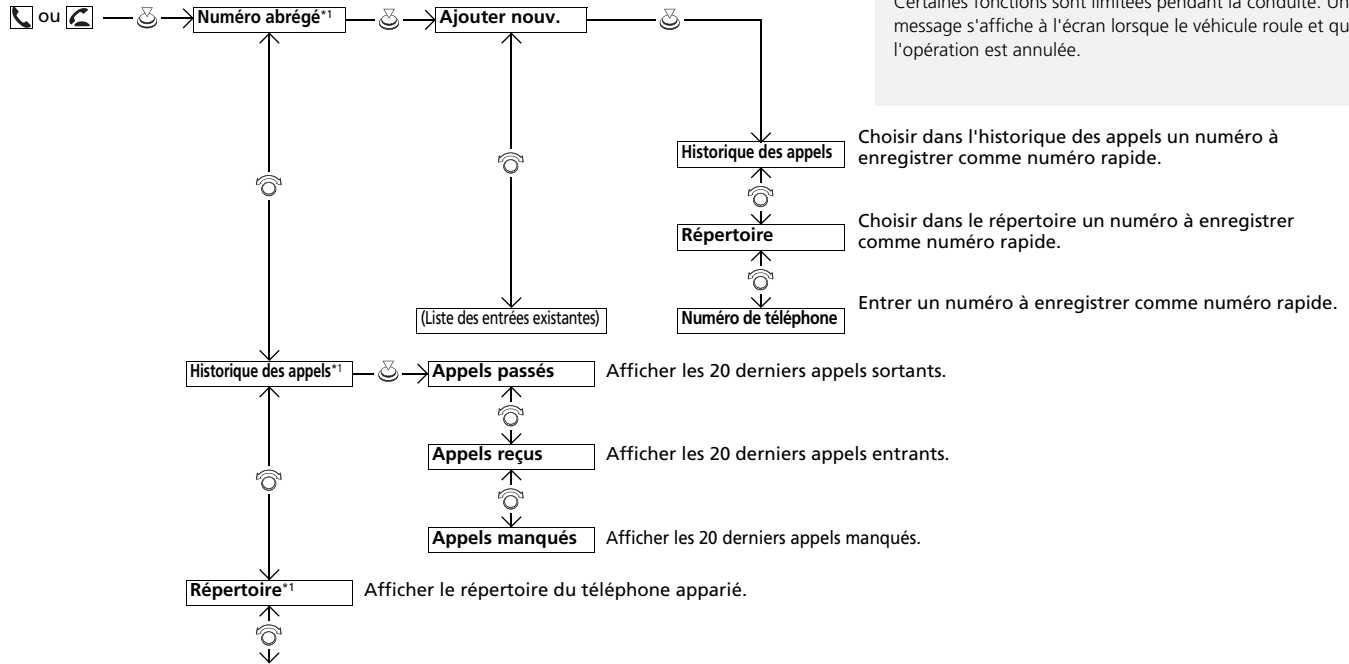 Certaines fonctions sont limitées pendant la conduite. Un
message s'affiche à l'écran lorsque le véhicule roule et
l'opération est annulée.
ou
Numéro abrégé*1
Ajouter nouv.
Historique des appels
Choisir dans l'historique des appels un numéro à
enregistrer comme numéro rapide.
Répertoire
Choisir dans le répertoire un numéro à enregistrer
comme numéro rapide.
(Liste des entrées existantes)
Numéro de téléphone
Entrer un numéro à enregistrer comme numéro rapide.
Historique des appels*1
Appels passés
Afficher les 20 derniers appels sortants.
Appels reçus
Afficher les 20 derniers appels entrants.
Appels manqués
Afficher les 20 derniers appels manqués.
Répertoire*1
Afficher le répertoire du téléphone apparié.